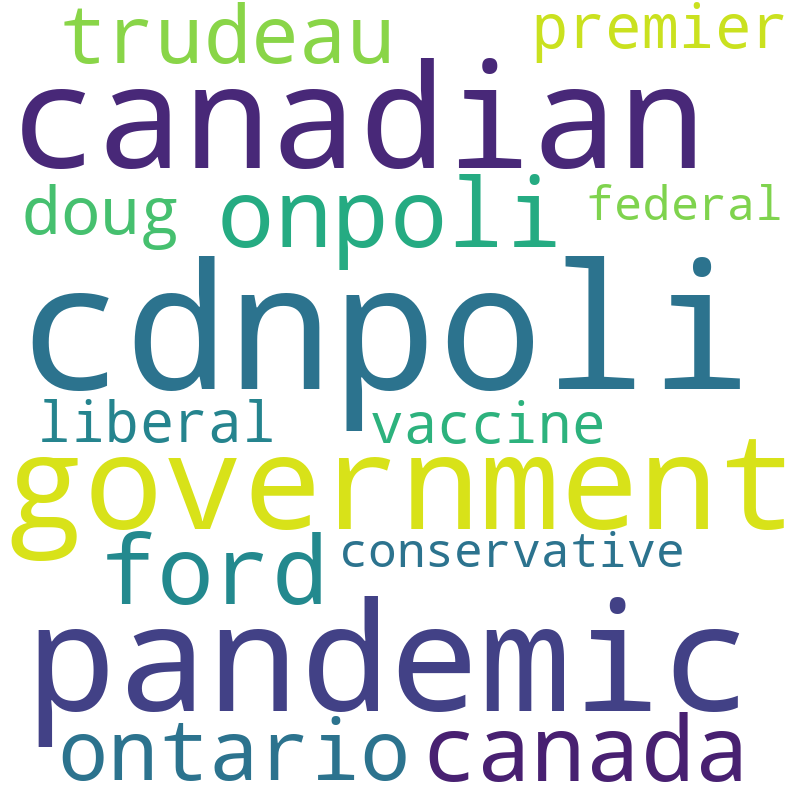 trudeau premier
canadian
doug onpoli federal
cdnpoli
liberal vaccine
government
ford conservative
pandemic
ontario canada